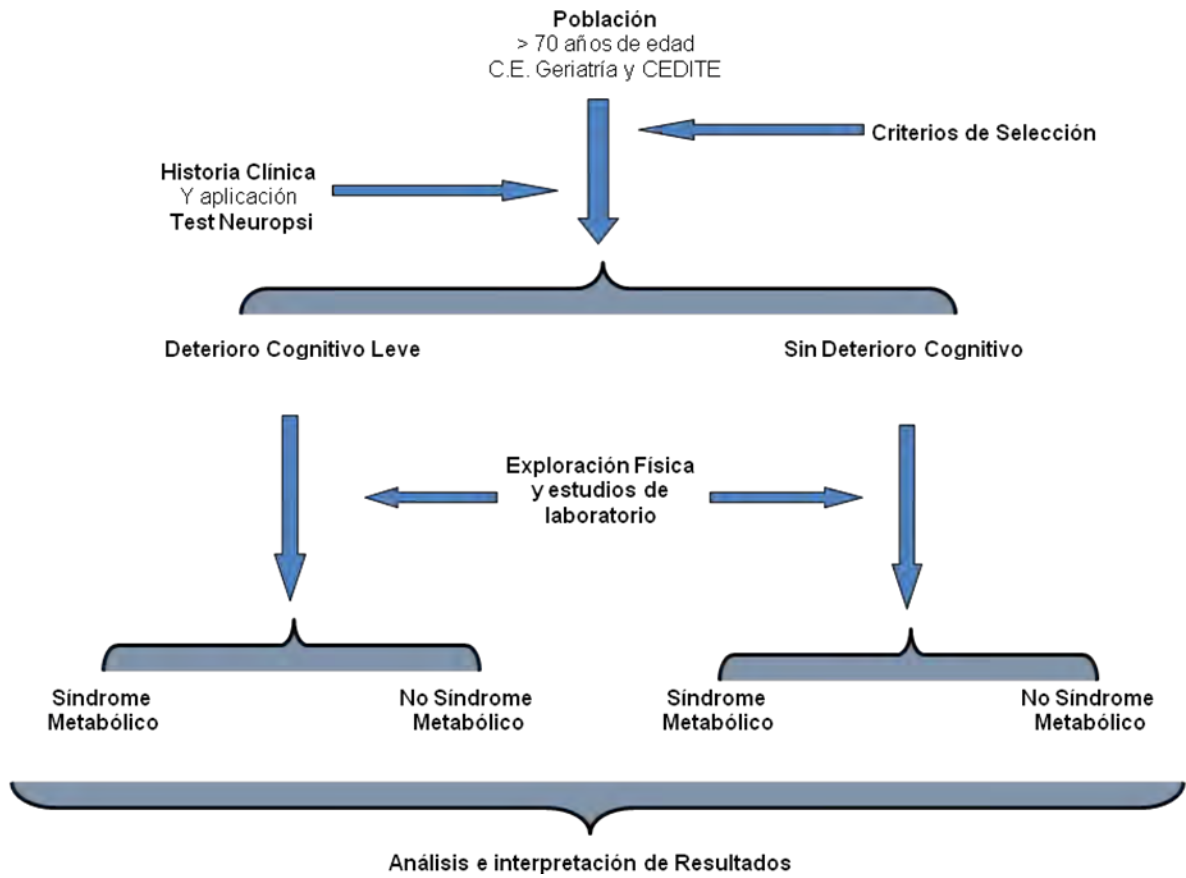 Población
> 70 años de edad
C.E. Geriatría y CEDITE
Criterios de Selección
Historia Clínica
Y aplicación
Test Neuropsi
Deterioro Cognitivo Leve
Sin Deterioro Cognitivo
Exploración Física
y estudios de
laboratorio
Síndrome
Metabólico
No Síndrome
Metabólico
Síndrome
Metabólico
No Síndrome
Metabólico
Análisis e interpretación de Resultados